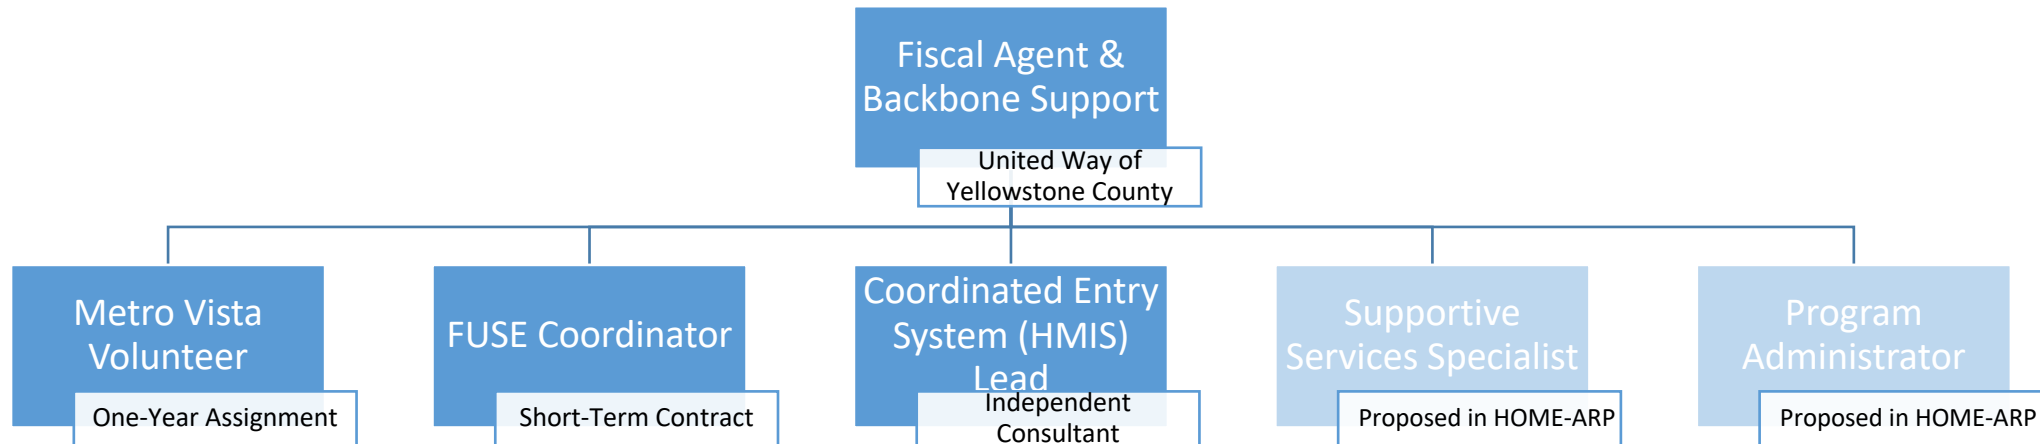 Fiscal Agent &
Backbone Support
United Way of
Yellowstone County
Metro Vista
Volunteer
One-Year Assignment
FUSE Coordinator
Short-Term Contract
Coordinated Entry
System (HMIS)
Lead
Independent
Consultant
Supportive
Services Specialist
Proposed in HOME-ARP
Program
Administrator
Proposed in HOME-ARP